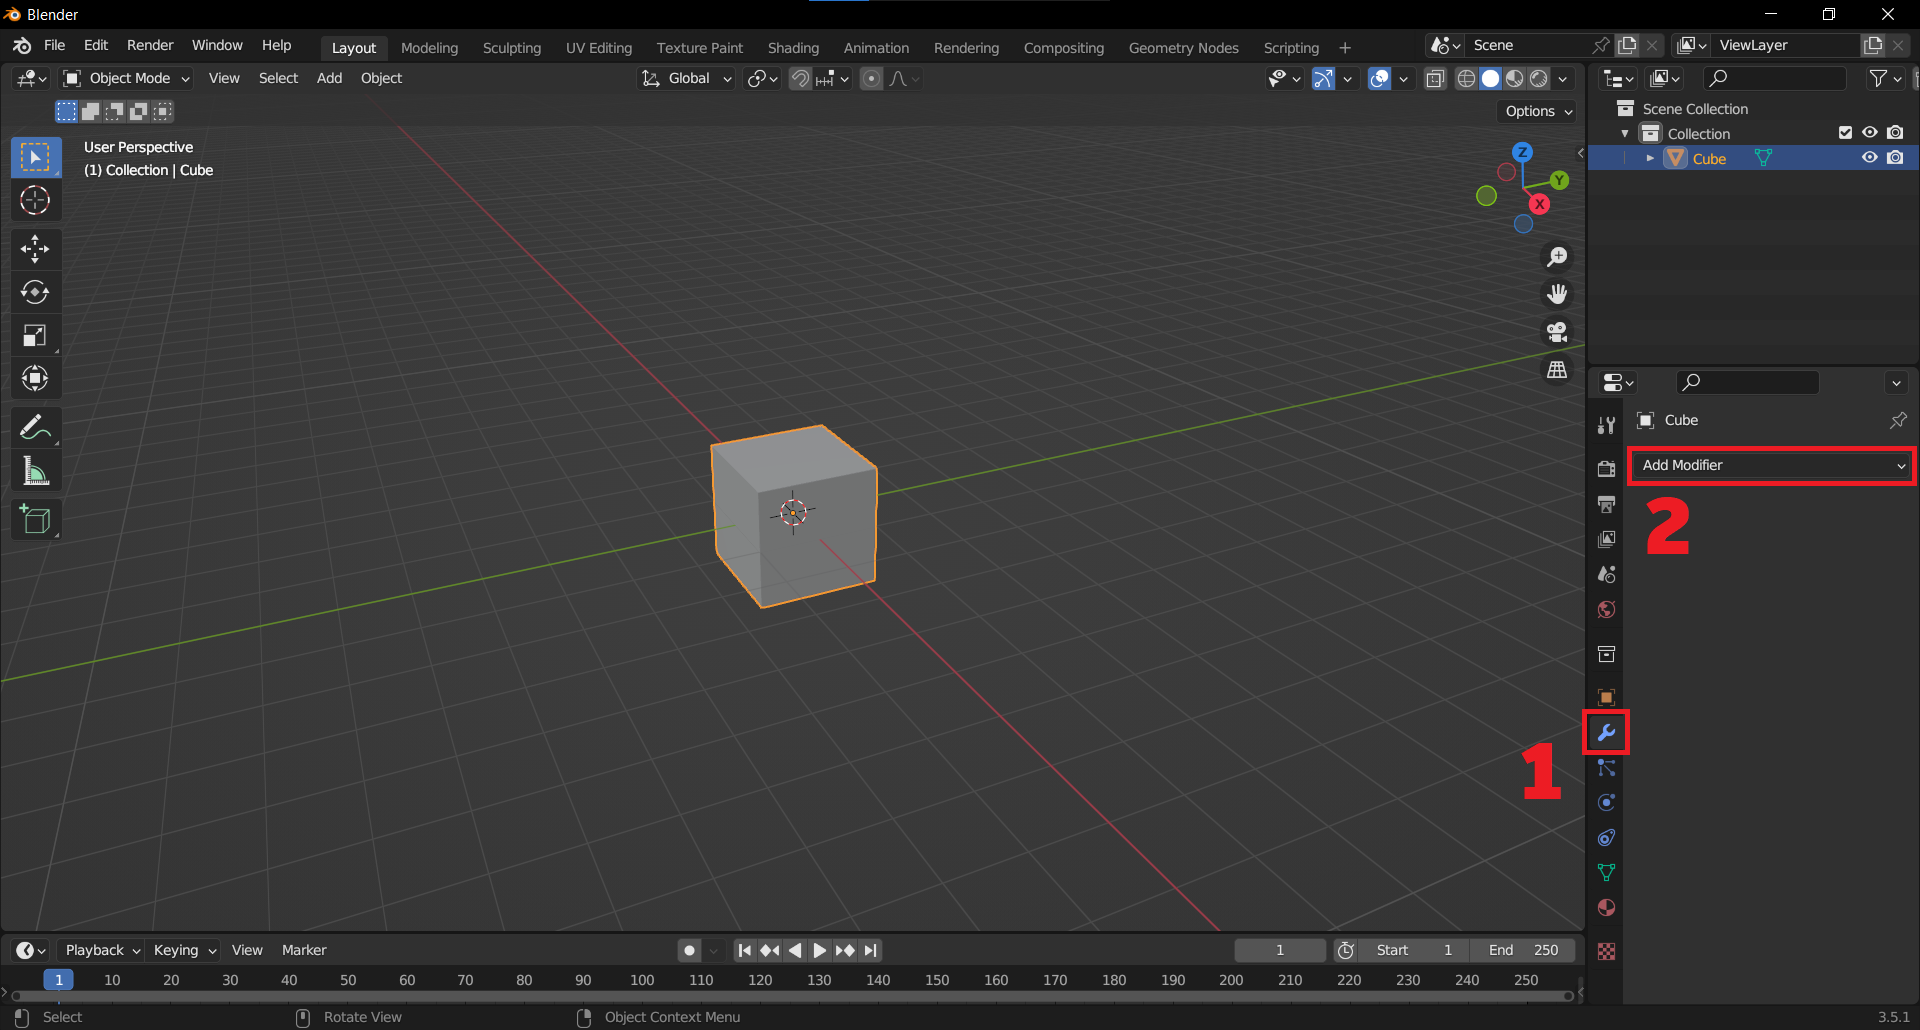 Blender
File Edit Render Window Help Layout Modeling Sculpting UV Editing Texture Paint Shading Animation Rendering Compositing Geometry Nodes Scripting + Scene ViewLayer
Object Mode View Select Add Object Global
Options
User Perspective
(1) Collection | Cube
Z
Y
X
Scene Collection
Collection
Cube
Cube
Add Modifier
2
1
Playback Keying View Marker 1 Start 1 End 250
1 10 20 30 40 50 60 70 80 90 100 110 120 130 140 150 160 170 180 190 200 210 220 230 240 250
Select Rotate View Object Context Menu 3.5.1